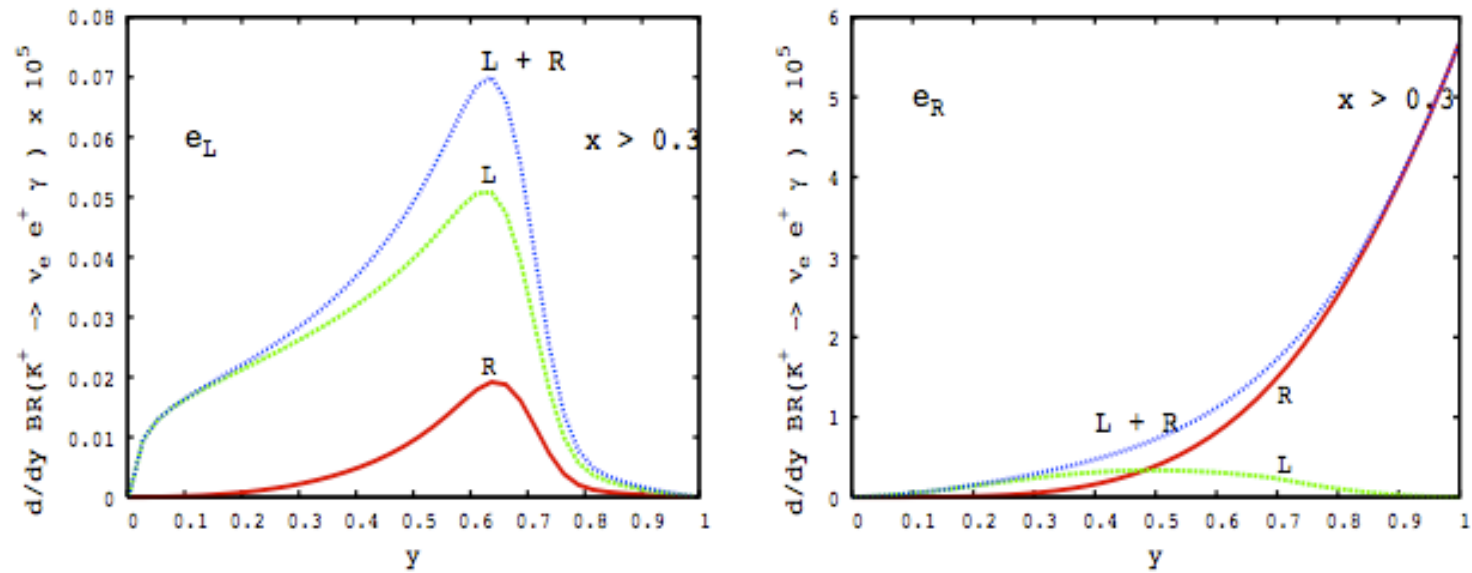 d/dy BR(K⁺ -> νₑ e⁺ γ ) x 10⁵
0.08
0.07
0.06
0.05
0.04
0.03
0.02
0.01
0
L + R
e_L
x > 0.3
L
R
0 0.1 0.2 0.3 0.4 0.5 0.6 0.7 0.8 0.9 1
y
d/dy BR(K⁺ -> νₑ e⁺ γ ) x 10⁵
6
5
4
3
2
1
0
e_R
x > 0.3
L + R
R
L
0 0.1 0.2 0.3 0.4 0.5 0.6 0.7 0.8 0.9 1
y